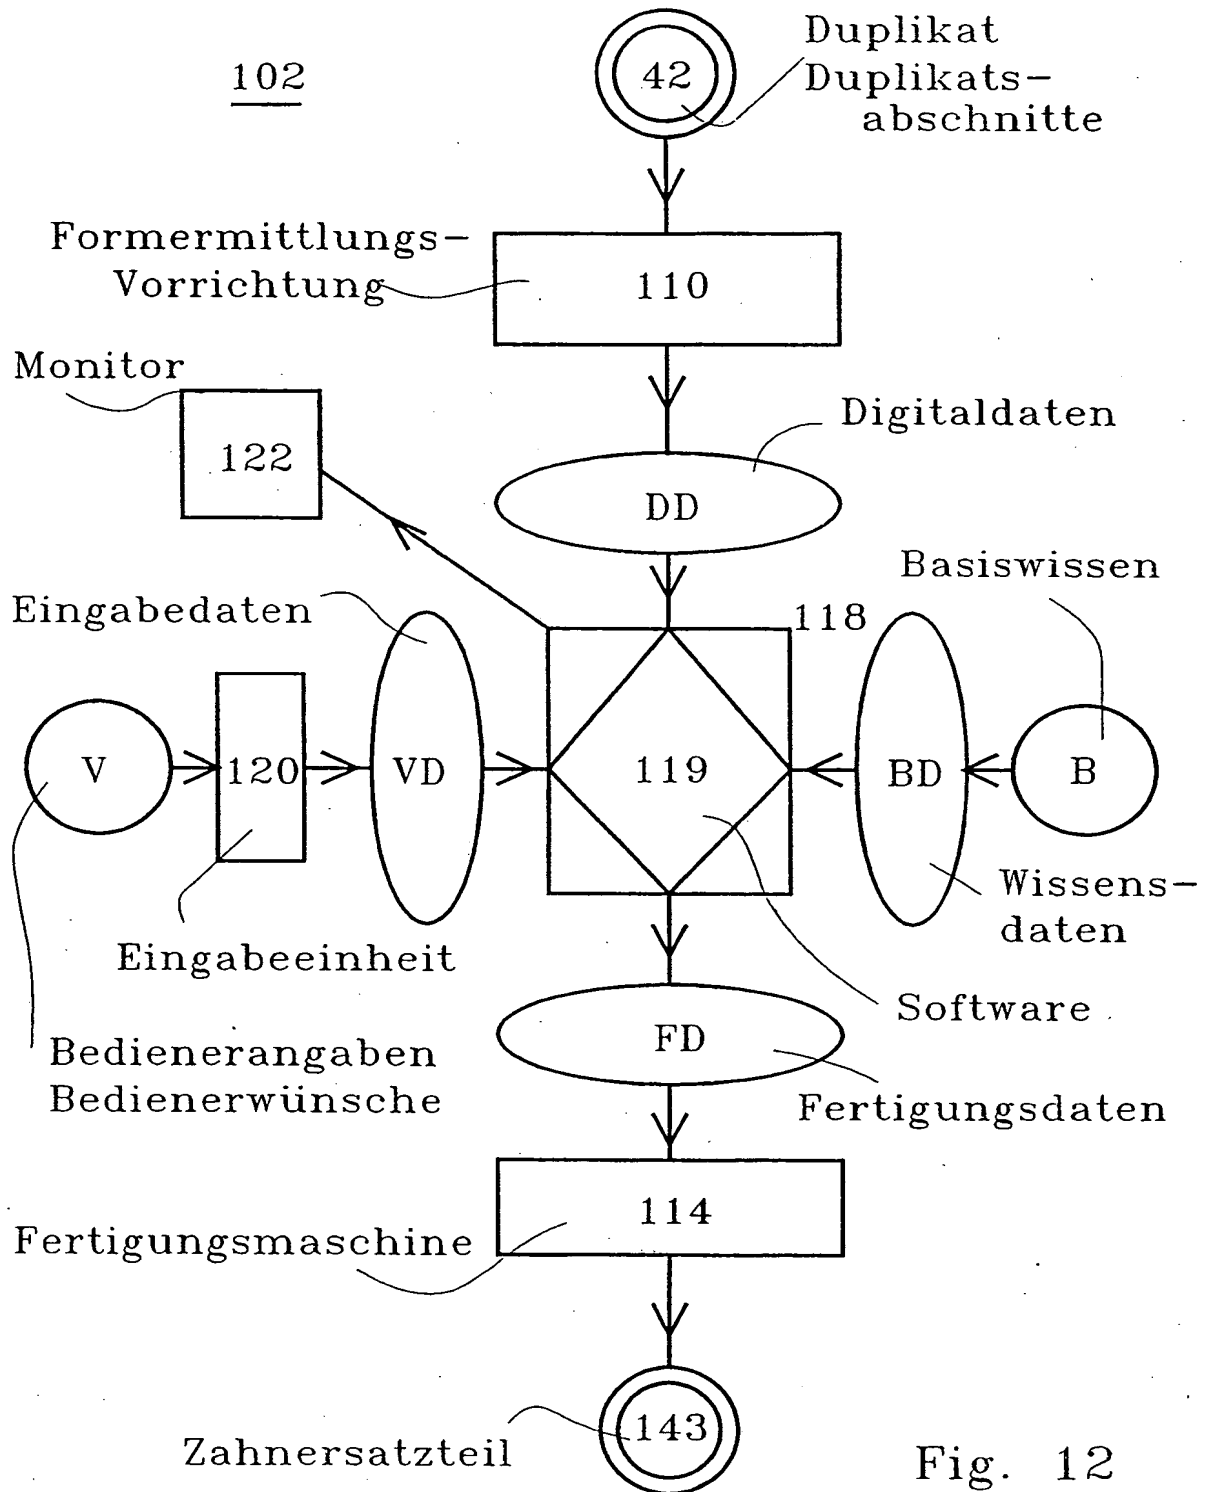 Duplikat
102
42
Duplikats-
abschnitte
Formermittlungs-
Vorrichtung
110
Monitor
Digitaldaten
122
DD
Basiswissen
Eingabedaten
118
V
120
VD
119
BD
B
Wissens-
daten
Eingabeeinheit
Software
FD
Bedienerangaben
Bedienerwünsche
Fertigungsdaten
114
Fertigungsmaschine
143
Zahnersatzteil
Fig. 12